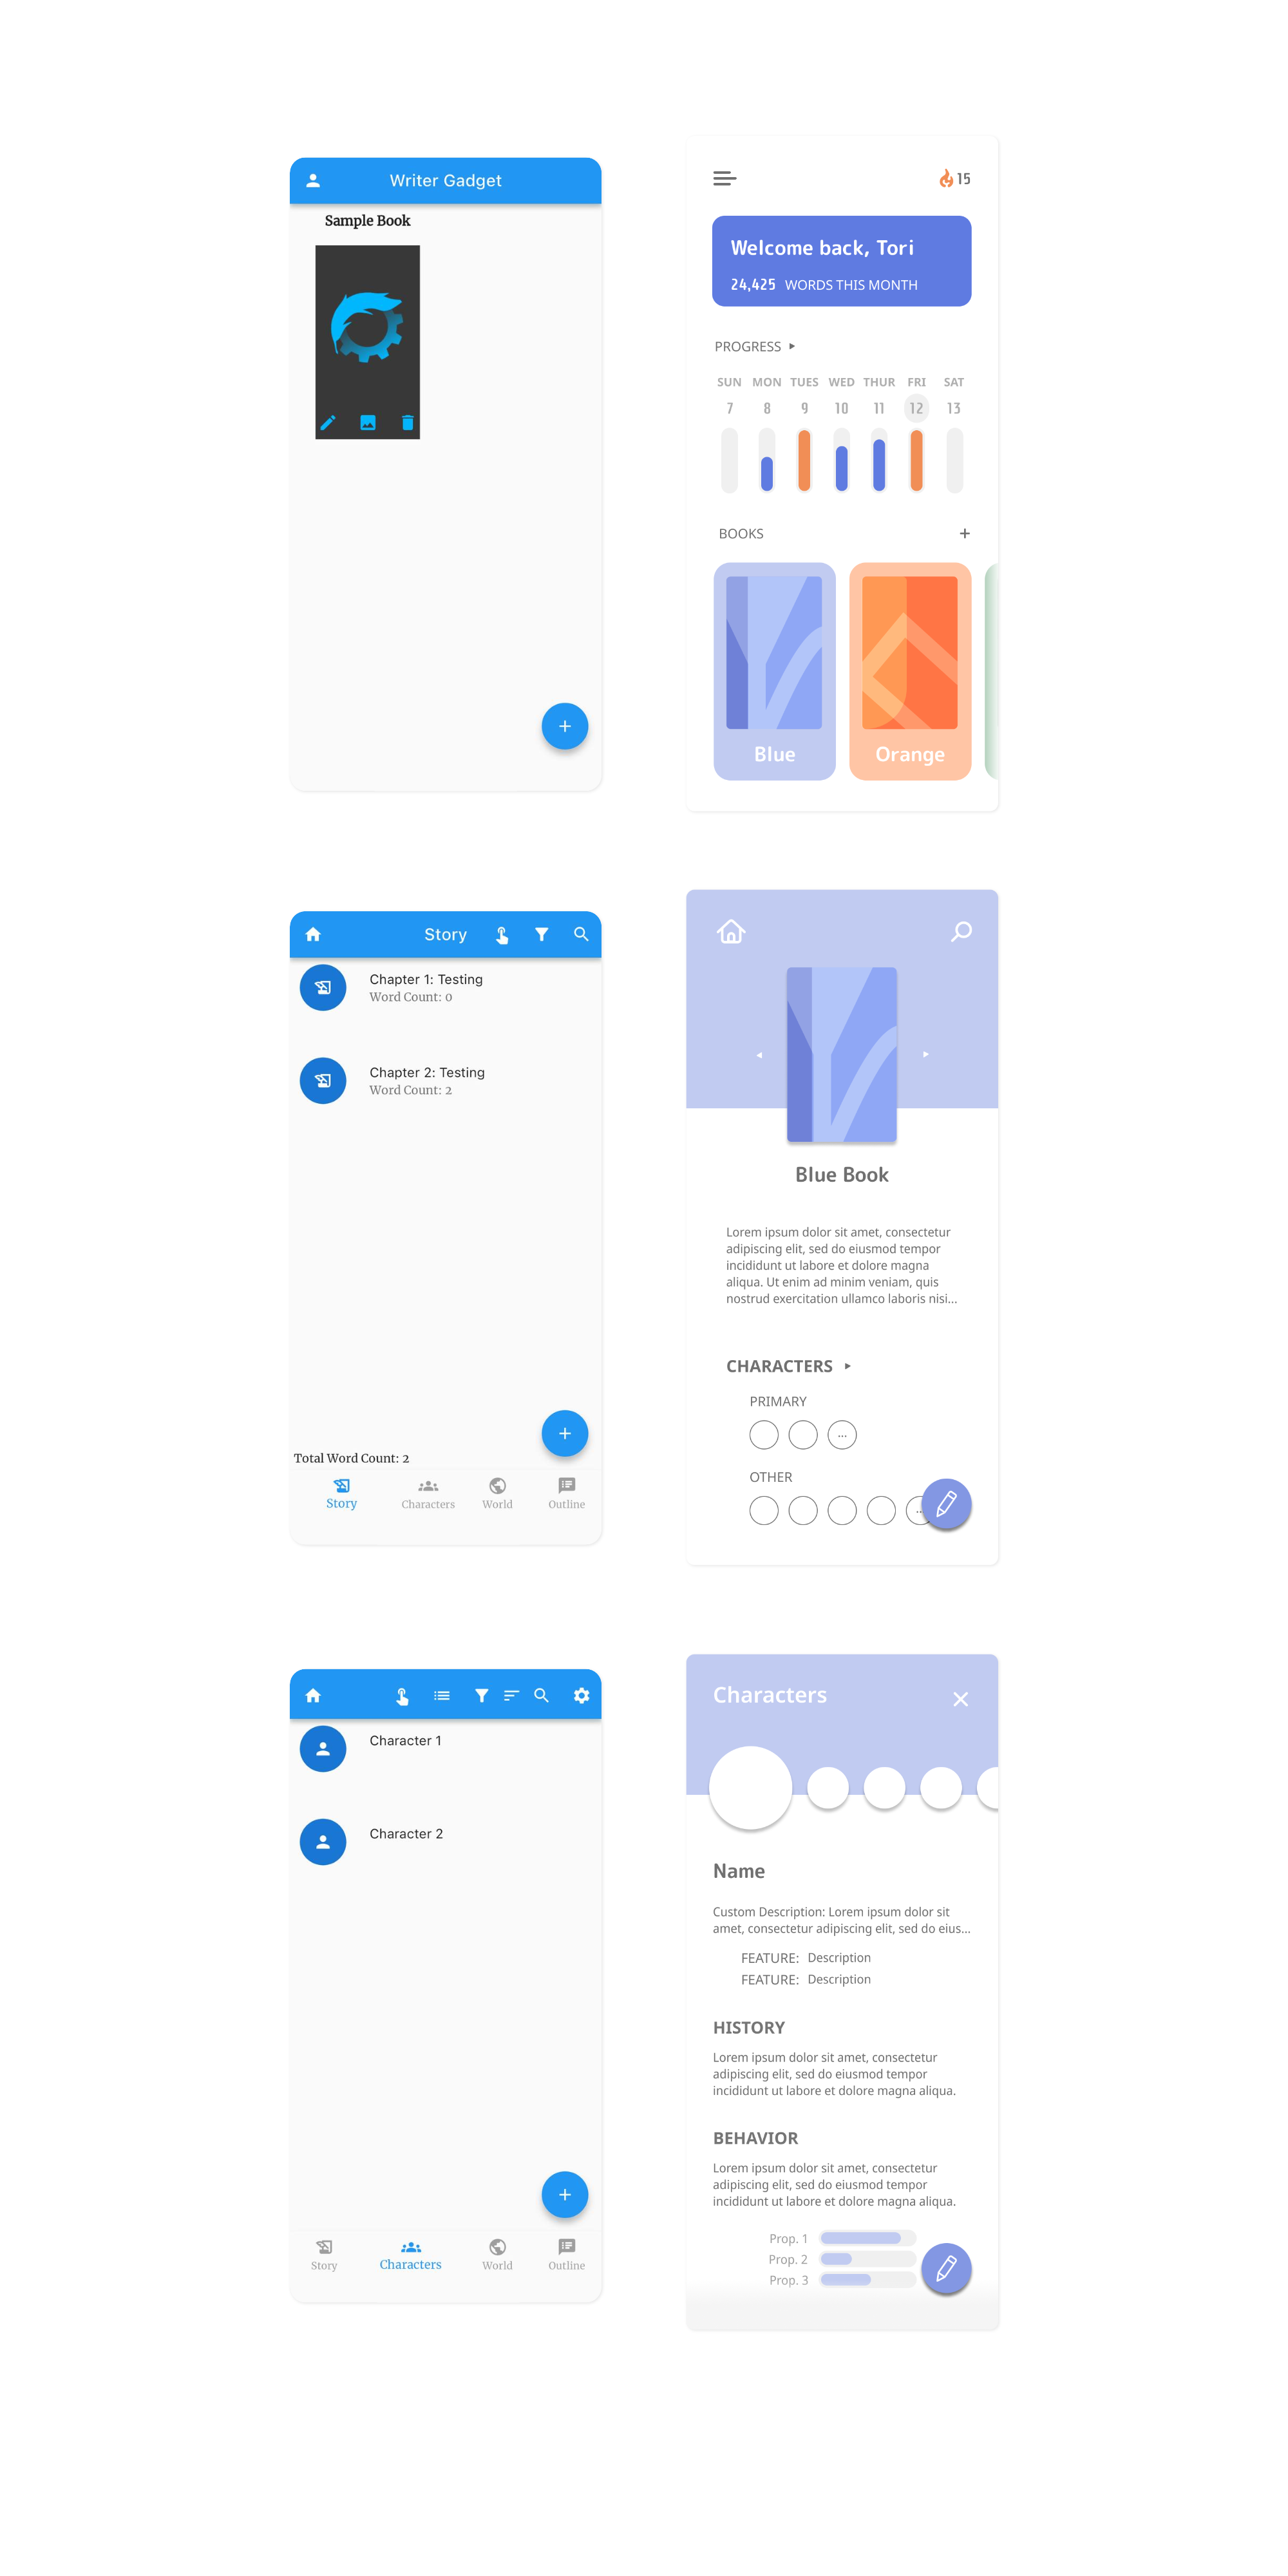 Writer Gadget
Sample Book
15
Welcome back, Tori
24,425 WORDS THIS MONTH
PROGRESS
SUN MON TUES WED THUR FRI SAT
7 8 9 10 11 12 13
BOOKS +
Blue Orange
Story
Chapter 1: Testing
Word Count: 0
Chapter 2: Testing
Word Count: 2
Total Word Count: 2
Story Characters World Outline
Blue Book
Lorem ipsum dolor sit amet, consectetur
adipiscing elit, sed do eiusmod tempor
incididunt ut labore et dolore magna
aliqua. Ut enim ad minim veniam, quis
nostrud exercitation ullamco laboris nisi...
CHARACTERS
PRIMARY
...
OTHER
...
Character 1
Character 2
Story Characters World Outline
Characters
Name
Custom Description: Lorem ipsum dolor sit
amet, consectetur adipiscing elit, sed do eius...
FEATURE: Description
FEATURE: Description
HISTORY
Lorem ipsum dolor sit amet, consectetur
adipiscing elit, sed do eiusmod tempor
incididunt ut labore et dolore magna aliqua.
BEHAVIOR
Lorem ipsum dolor sit amet, consectetur
adipiscing elit, sed do eiusmod tempor
incididunt ut labore et dolore magna aliqua.
Prop. 1
Prop. 2
Prop. 3